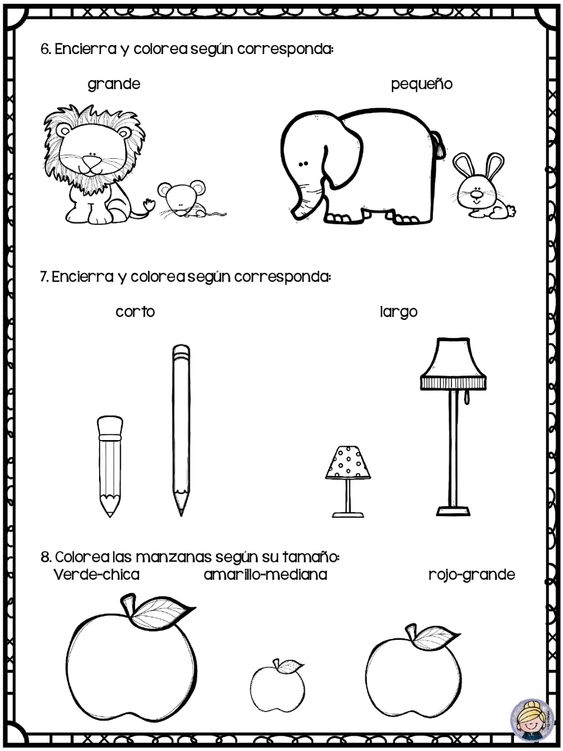 6. Encierra y colorea según corresponda:
grande pequeño
7. Encierra y colorea según corresponda:
corto largo
8. Colorea las manzanas según su tamaño:
Verde-chica amarillo-mediana rojo-grande